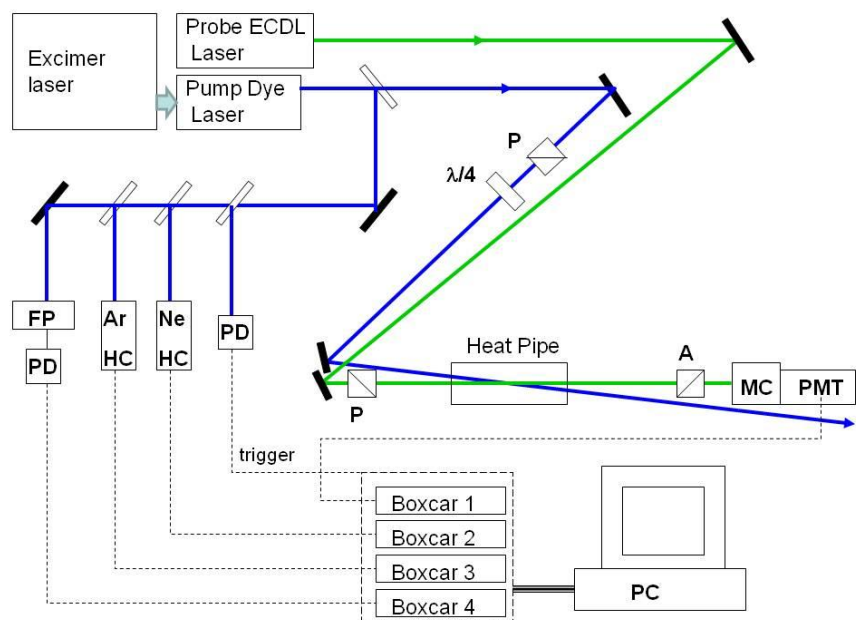 Probe ECDL
Laser
Excimer
laser
Pump Dye
Laser
P
λ/4
FP
Ar
HC
Ne
HC
PD
PD
Heat Pipe
A
P
MC
PMT
trigger
Boxcar 1
Boxcar 2
Boxcar 3
Boxcar 4
PC